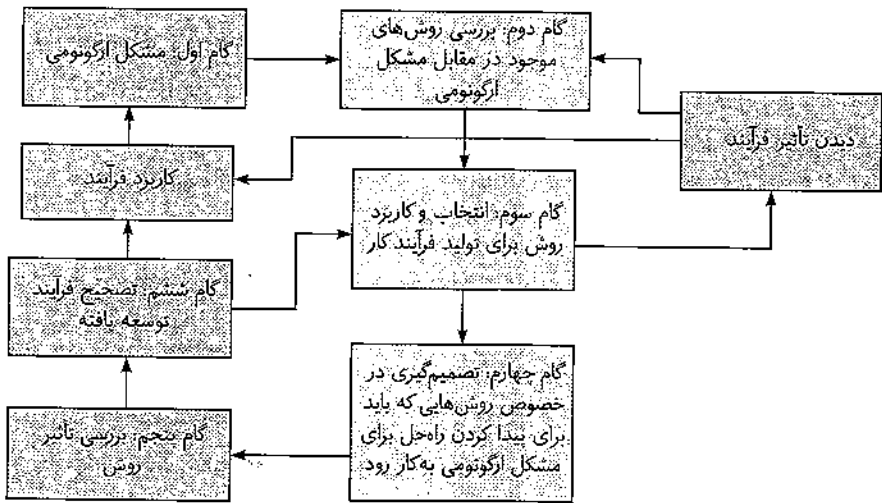 گام اول: مشکل ارگونومی
گام دوم: بررسی روش‌های
موجود در مقابل مشکل
ارگونومی
دیدن تأثیر فرآیند
کاربرد فرآیند
گام سوم: انتخاب و کاربرد
روش برای تولید فرآیند کار
گام ششم: تصحیح فرآیند
توسعه یافته
گام چهارم: تصمیم‌گیری در
خصوص روش‌هایی که باید
برای پیدا کردن راه‌حل برای
مشکل ارگونومی به‌کار رود
گام پنجم: بررسی تأثیر
روش